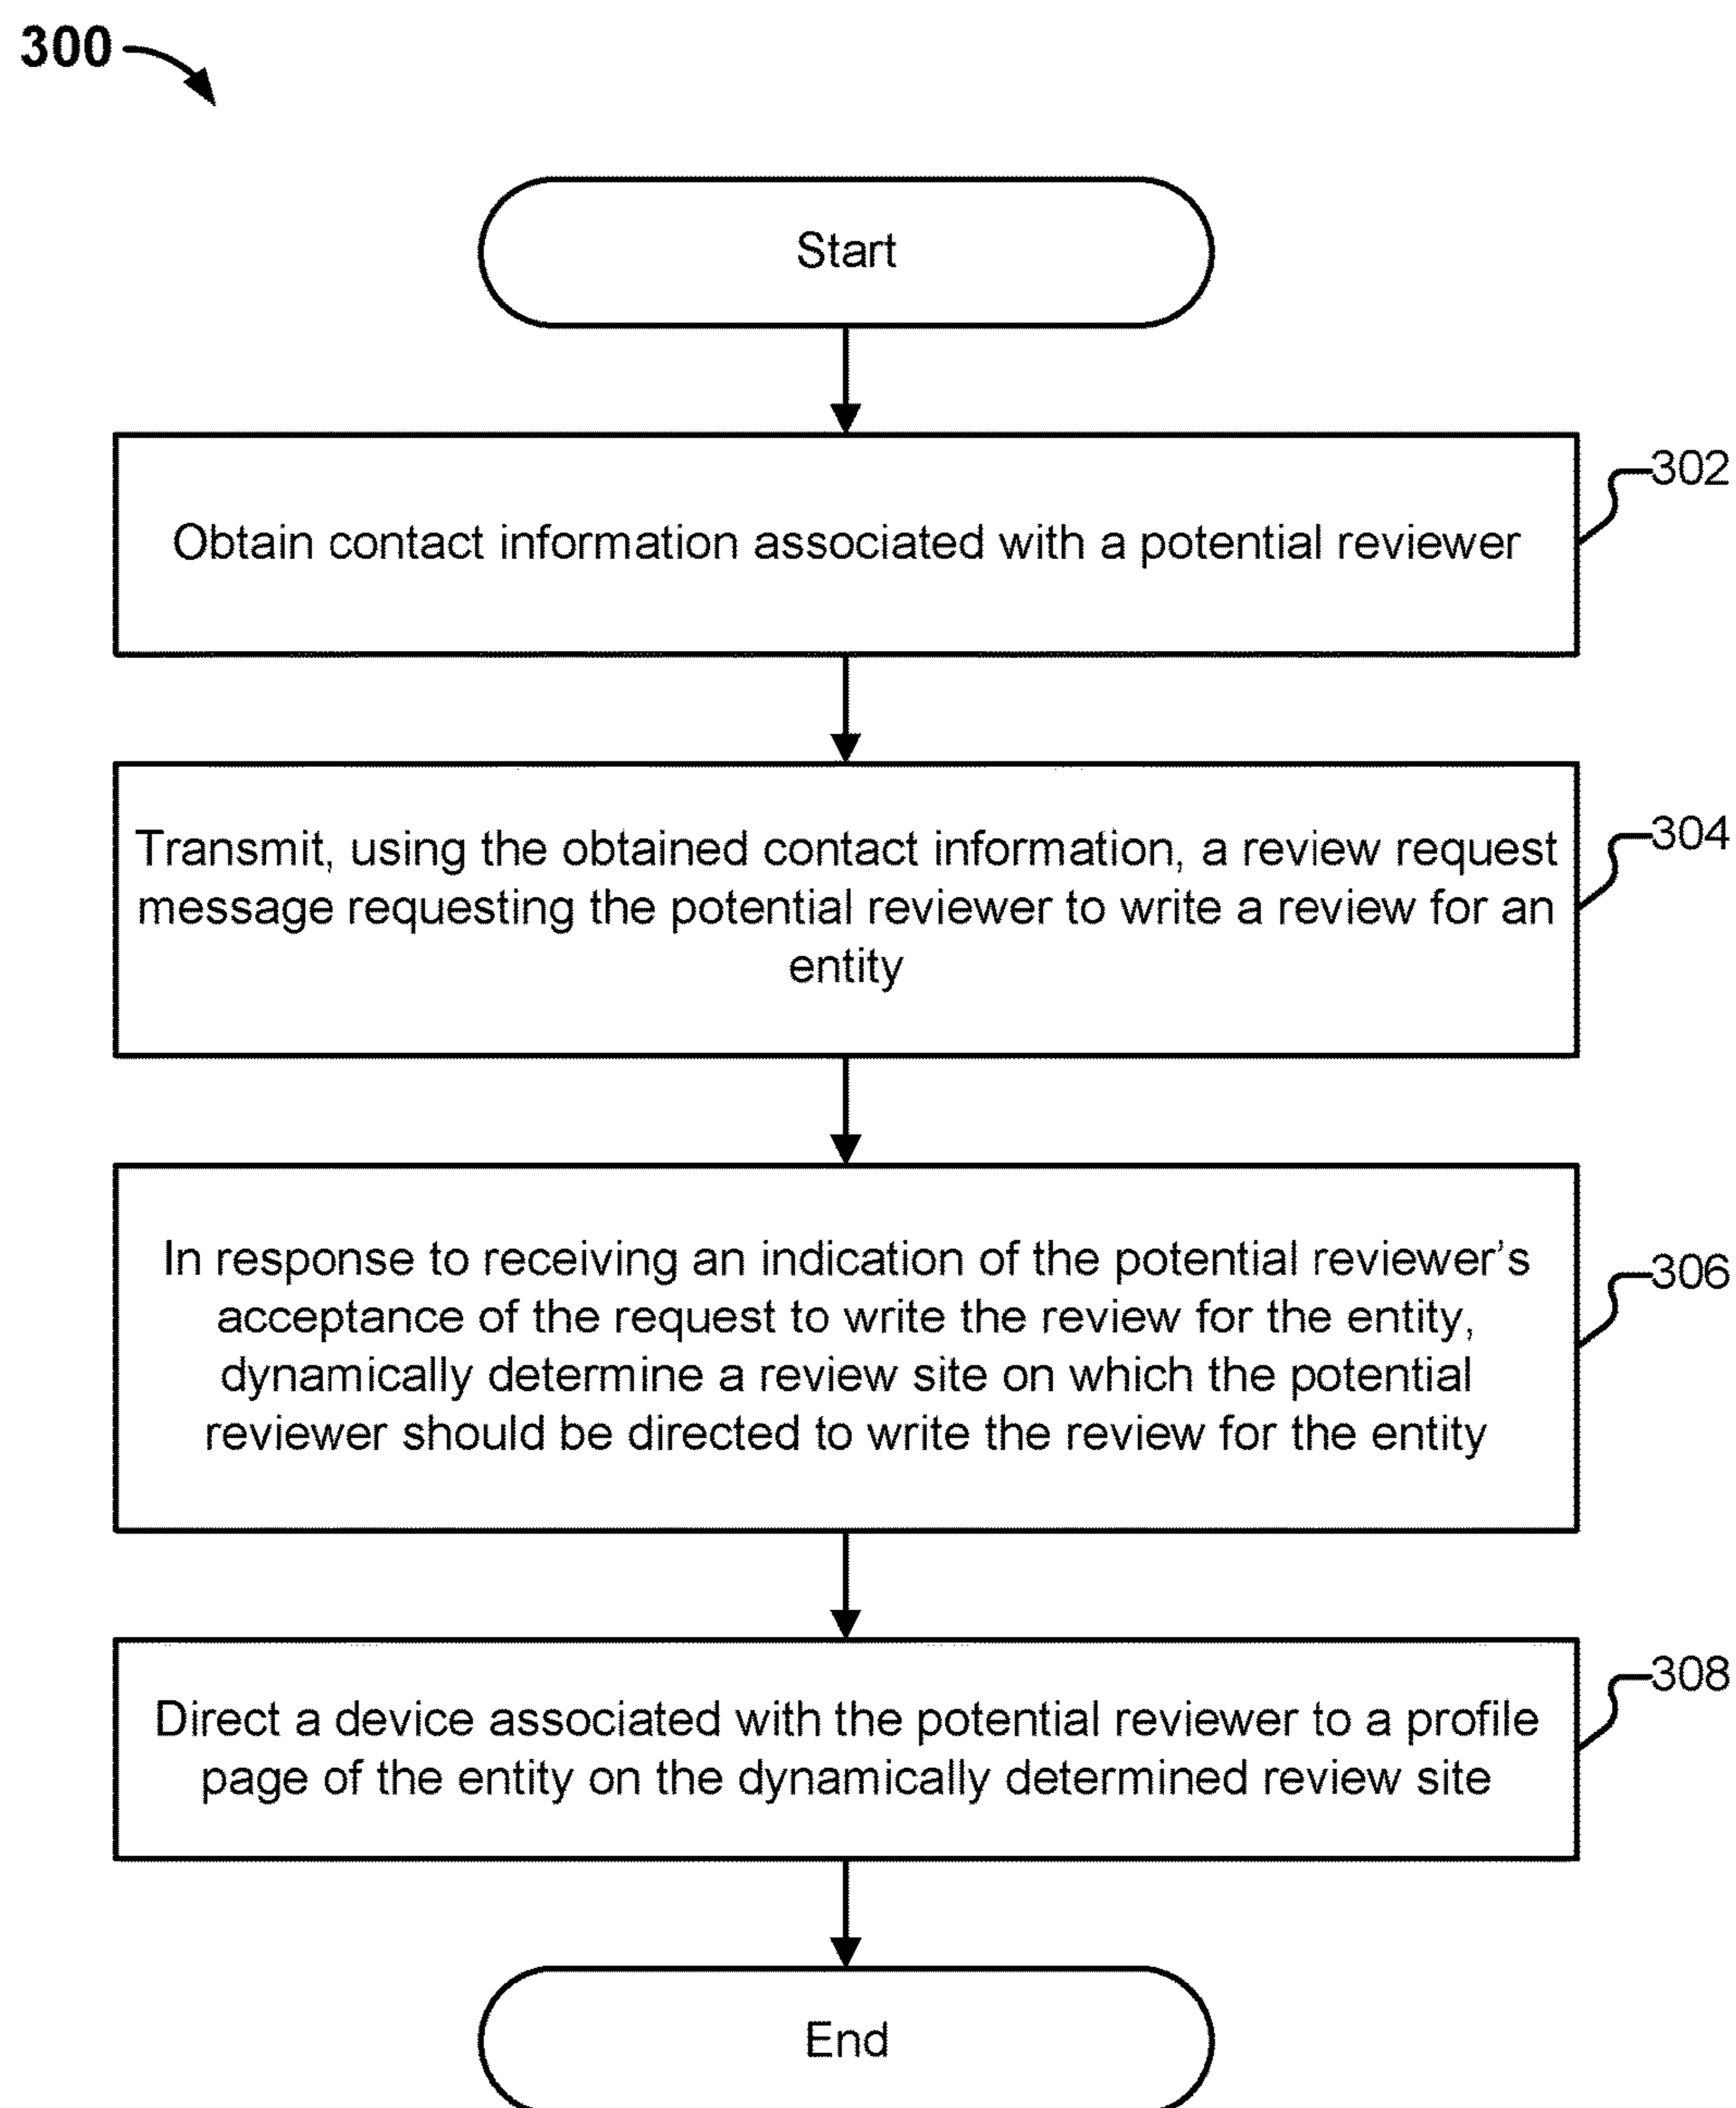 300
Start
302
Obtain contact information associated with a potential reviewer
304
Transmit, using the obtained contact information, a review request
message requesting the potential reviewer to write a review for an
entity
306
In response to receiving an indication of the potential reviewer’s
acceptance of the request to write the review for the entity,
dynamically determine a review site on which the potential
reviewer should be directed to write the review for the entity
308
Direct a device associated with the potential reviewer to a profile
page of the entity on the dynamically determined review site
End